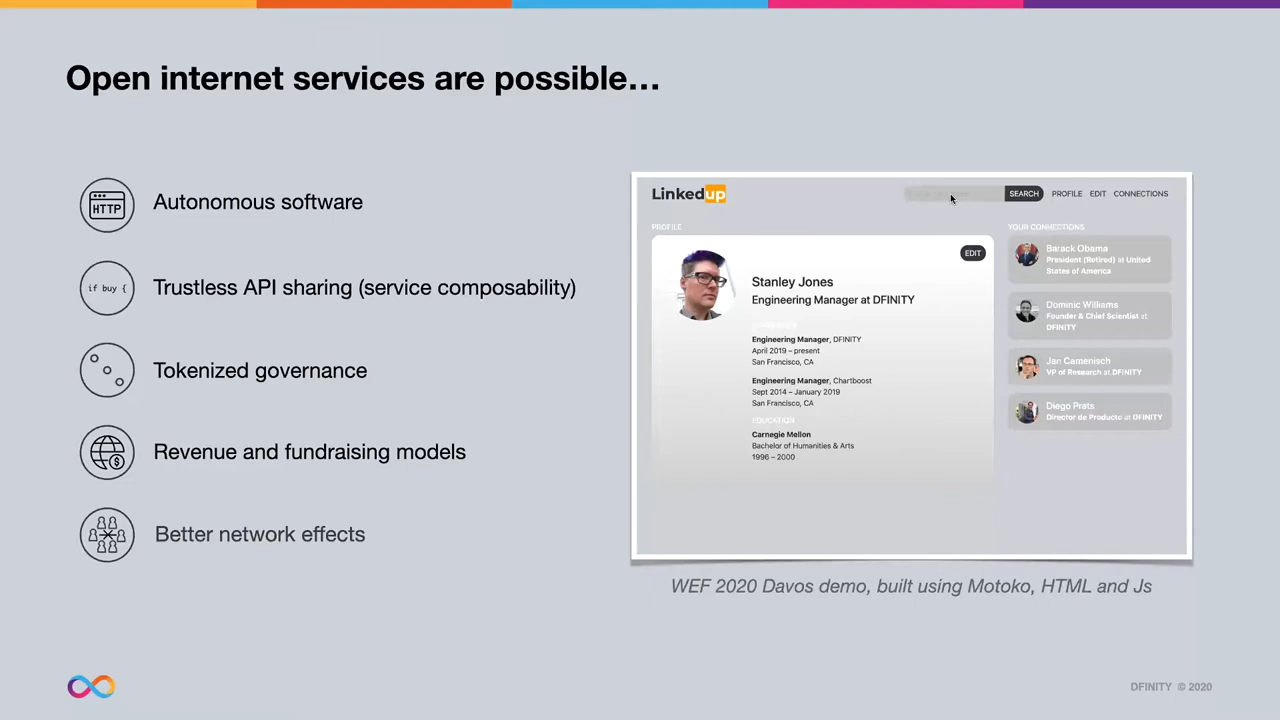 Open internet services are possible…
HTTP
Autonomous software
if buy {
Trustless API sharing (service composability)
Tokenized governance
$
Revenue and fundraising models
Better network effects
Linkedup
SEARCH
PROFILE
EDIT
CONNECTIONS
PROFILE
EDIT
Stanley Jones
Engineering Manager at DFINITY
Engineering Manager, DFINITY
April 2019 – present
San Francisco, CA
Engineering Manager, Chartboost
Sept 2014 – January 2019
San Francisco, CA
EDUCATION
Carnegie Mellon
Bachelor of Humanities & Arts
1996 – 2000
YOUR CONNECTIONS
Barack Obama
President (Retired) at United
States of America
Dominic Williams
Founder & Chief Scientist at
DFINITY
Jan Camenisch
VP of Research at DFINITY
Diego Prats
Director de Producto at DFINITY
WEF 2020 Davos demo, built using Motoko, HTML and Js
DFINITY © 2020